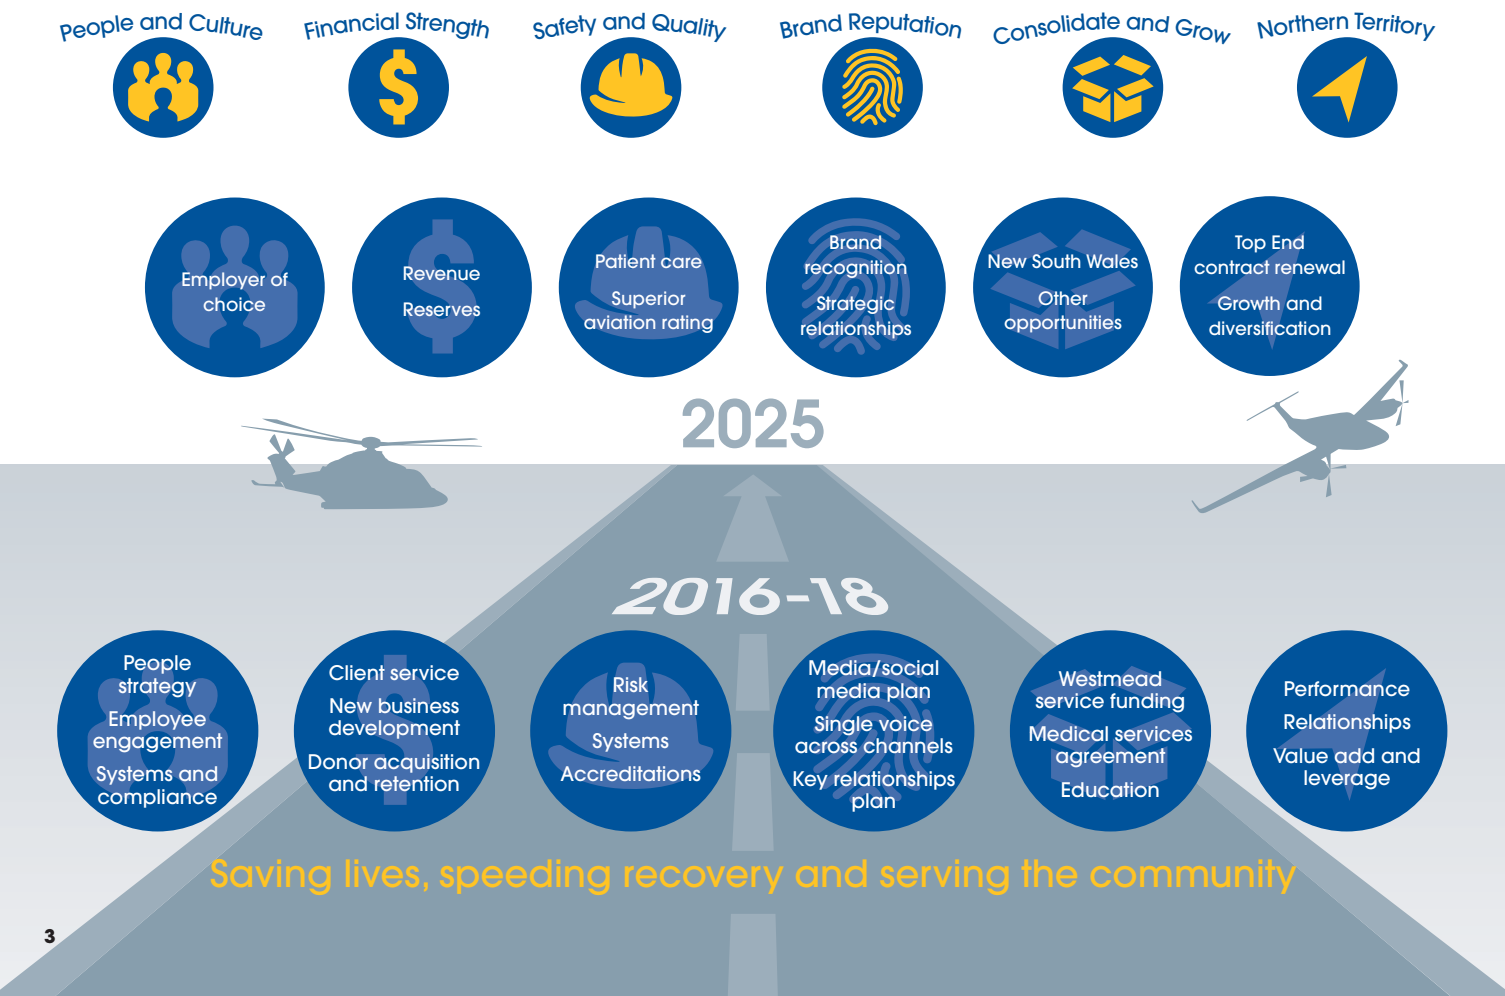 People and Culture
Financial Strength
Safety and Quality
Brand Reputation
Consolidate and Grow
Northern Territory
Employer of
choice
Revenue
Reserves
Patient care
Superior
aviation rating
Brand
recognition
Strategic
relationships
New South Wales
Other
opportunities
Top End
contract renewal
Growth and
diversification
2025
2016-18
People
strategy
Employee
engagement
Systems and
compliance
Client service
New business
development
Donor acquisition
and retention
Risk
management
Systems
Accreditations
Media/social
media plan
Single voice
across channels
Key relationships
plan
Westmead
service funding
Medical services
agreement
Education
Performance
Relationships
Value add and
leverage
Saving lives, speeding recovery and serving the community
3